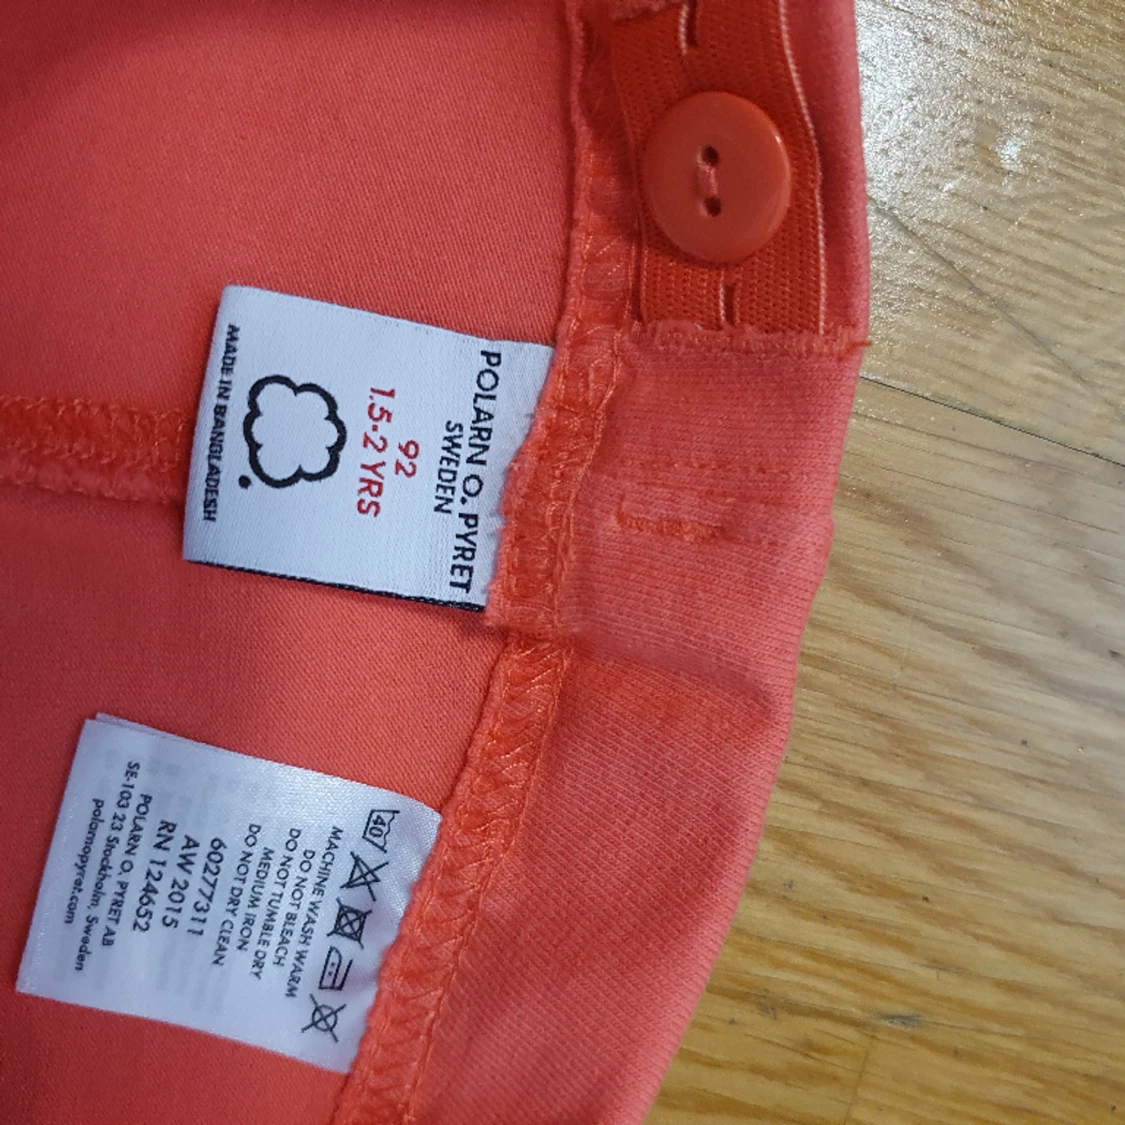 POLARN O. PYRET
SWEDEN
92
1.5-2 YRS
MADE IN BANGLADESH
40
MACHINE WASH WARM
DO NOT BLEACH
DO NOT TUMBLE DRY
MEDIUM IRON
DO NOT DRY CLEAN
60277311
AW 2015
RN 124652
POLARN O. PYRET AB
SE-103 23 Stockholm, Sweden
polarnopyret.com